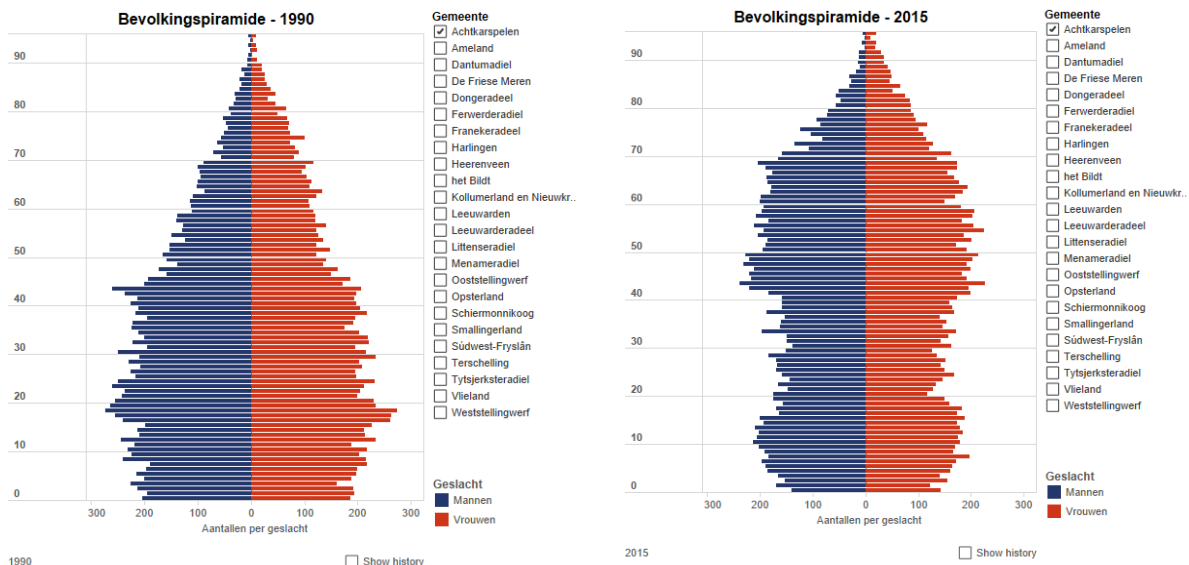 Bevolkingspiramide - 1990
90
80
70
60
50
40
30
20
10
0
300 200 100 0 100 200 300
Aantallen per geslacht
1990
Show history
Gemeente
Achtkarspelen
Ameland
Dantumadiel
De Friese Meren
Dongeradeel
Ferwerderadiel
Franekeradeel
Harlingen
Heerenveen
het Bildt
Kollumerland en Nieuwkr..
Leeuwarden
Leeuwarderadeel
Littenseradiel
Menameradiel
Ooststellingwerf
Opsterland
Schiermonnikoog
Smallingerland
Súdwest-Fryslân
Terschelling
Tytsjerksteradiel
Vlieland
Weststellingwerf
Geslacht
Mannen
Vrouwen
Bevolkingspiramide - 2015
90
80
70
60
50
40
30
20
10
0
300 200 100 0 100 200 300
Aantallen per geslacht
2015
Show history
Gemeente
Achtkarspelen
Ameland
Dantumadiel
De Friese Meren
Dongeradeel
Ferwerderadiel
Franekeradeel
Harlingen
Heerenveen
het Bildt
Kollumerland en Nieuwkr..
Leeuwarden
Leeuwarderadeel
Littenseradiel
Menameradiel
Ooststellingwerf
Opsterland
Schiermonnikoog
Smallingerland
Súdwest-Fryslân
Terschelling
Tytsjerksteradiel
Vlieland
Weststellingwerf
Geslacht
Mannen
Vrouwen